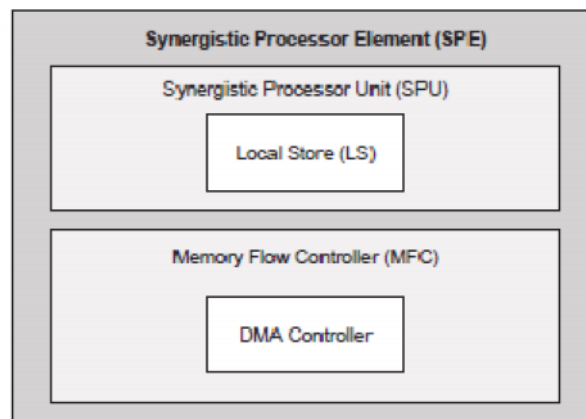 Synergistic Processor Element (SPE)
Synergistic Processor Unit (SPU)
Local Store (LS)
Memory Flow Controller (MFC)
DMA Controller